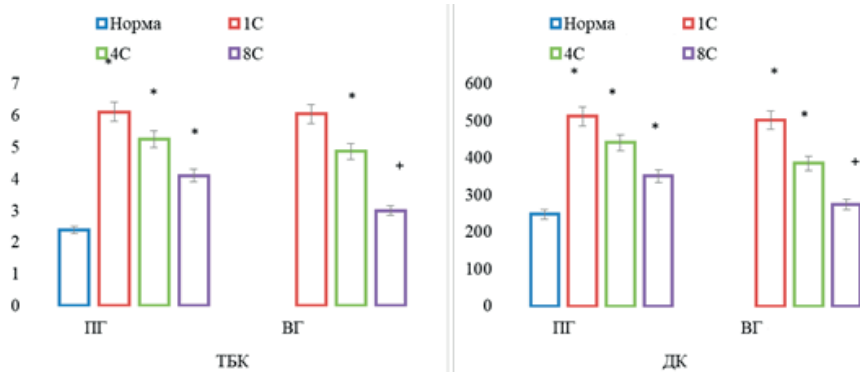 Норма 1С
4С 8С
7
6
5
4
3
2
1
0
* * *
* +
ПГ ВГ
ТБК
Норма 1С
4С 8С
600
500
400
300
200
100
0
* * *
* * +
ПГ ВГ
ДК